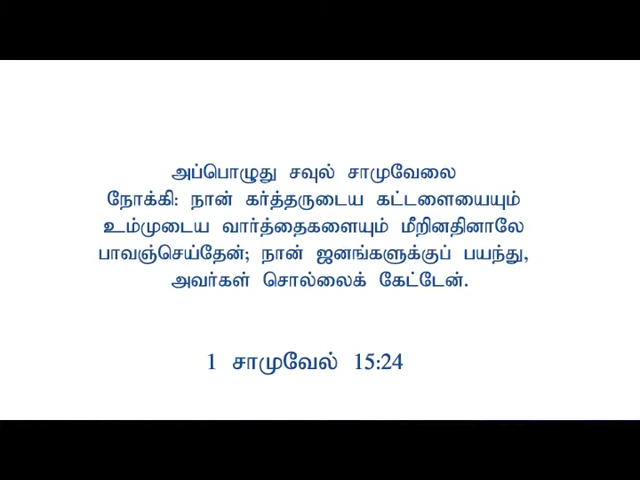 அப்பொழுது சவுல் சாமுவேலை
நோக்கி: நான் கர்த்தருடைய கட்டளையையும்
உம்முடைய வார்த்தைகளையும் மீறினதினாலே
பாவஞ்செய்தேன்; நான் ஜனங்களுக்குப் பயந்து,
அவர்கள் சொல்லைக் கேட்டேன்.
1 சாமுவேல் 15:24